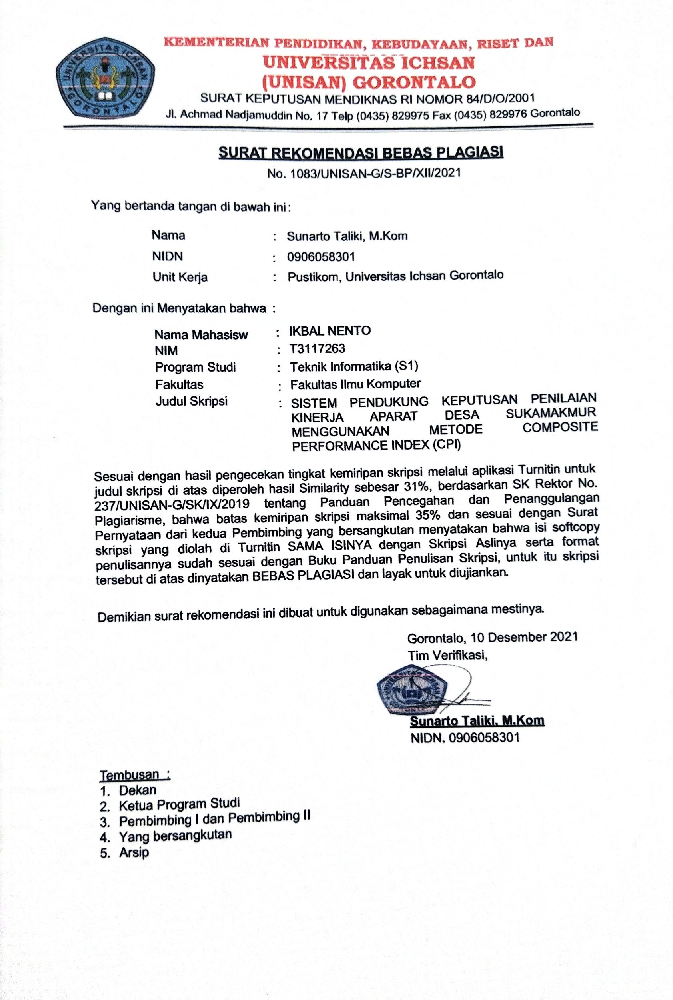 KEMENTERIAN PENDIDIKAN, KEBUDAYAAN, RISET DAN
UNIVERSITAS ICHSAN
(UNISAN) GORONTALO
SURAT KEPUTUSAN MENDIKNAS RI NOMOR 84/D/O/2001
Jl. Achmad Nadjamuddin No. 17 Telp (0435) 829975 Fax (0435) 829976 Gorontalo
UNIVERSITAS ICHSAN
GORONTALO
SURAT REKOMENDASI BEBAS PLAGIASI
No. 1083/UNISAN-G/S-BP/XII/2021
Yang bertanda tangan di bawah ini :
Nama : Sunarto Taliki, M.Kom
NIDN : 0906058301
Unit Kerja : Pustikom, Universitas Ichsan Gorontalo
Dengan ini Menyatakan bahwa :
Nama Mahasisw : IKBAL NENTO
NIM : T3117263
Program Studi : Teknik Informatika (S1)
Fakultas : Fakultas Ilmu Komputer
Judul Skripsi : SISTEM PENDUKUNG KEPUTUSAN PENILAIAN
KINERJA APARAT DESA SUKAMAKMUR
MENGGUNAKAN METODE COMPOSITE
PERFORMANCE INDEX (CPI)
Sesuai dengan hasil pengecekan tingkat kemiripan skripsi melalui aplikasi Turnitin untuk
judul skripsi di atas diperoleh hasil Similarity sebesar 31%, berdasarkan SK Rektor No.
237/UNISAN-G/SK/IX/2019 tentang Panduan Pencegahan dan Penanggulangan
Plagiarisme, bahwa batas kemiripan skripsi maksimal 35% dan sesuai dengan Surat
Pernyataan dari kedua Pembimbing yang bersangkutan menyatakan bahwa isi softcopy
skripsi yang diolah di Turnitin SAMA ISINYA dengan Skripsi Aslinya serta format
penulisannya sudah sesuai dengan Buku Panduan Penulisan Skripsi, untuk itu skripsi
tersebut di atas dinyatakan BEBAS PLAGIASI dan layak untuk diujiankan.
Demikian surat rekomendasi ini dibuat untuk digunakan sebagaimana mestinya.
Gorontalo, 10 Desember 2021
Tim Verifikasi,
UNIVERSITAS ICHSAN
GORONTALO
Sunarto Taliki, M.Kom
NIDN. 0906058301
Tembusan :
1. Dekan
2. Ketua Program Studi
3. Pembimbing I dan Pembimbing II
4. Yang bersangkutan
5. Arsip